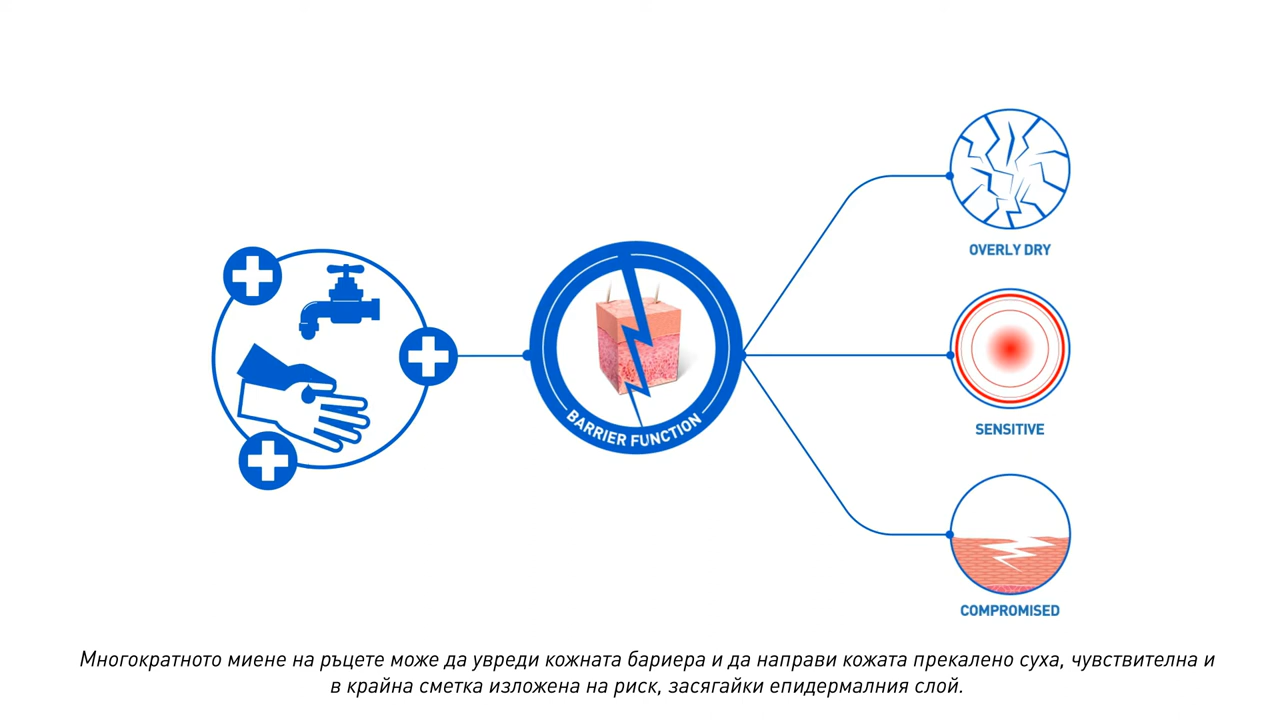 OVERLY DRY
BARRIER FUNCTION
SENSITIVE
COMPROMISED
Многократното миене на ръцете може да увреди кожната бариера и да направи кожата прекалено суха, чувствителна и
в крайна сметка изложена на риск, засягайки епидермалния слой.